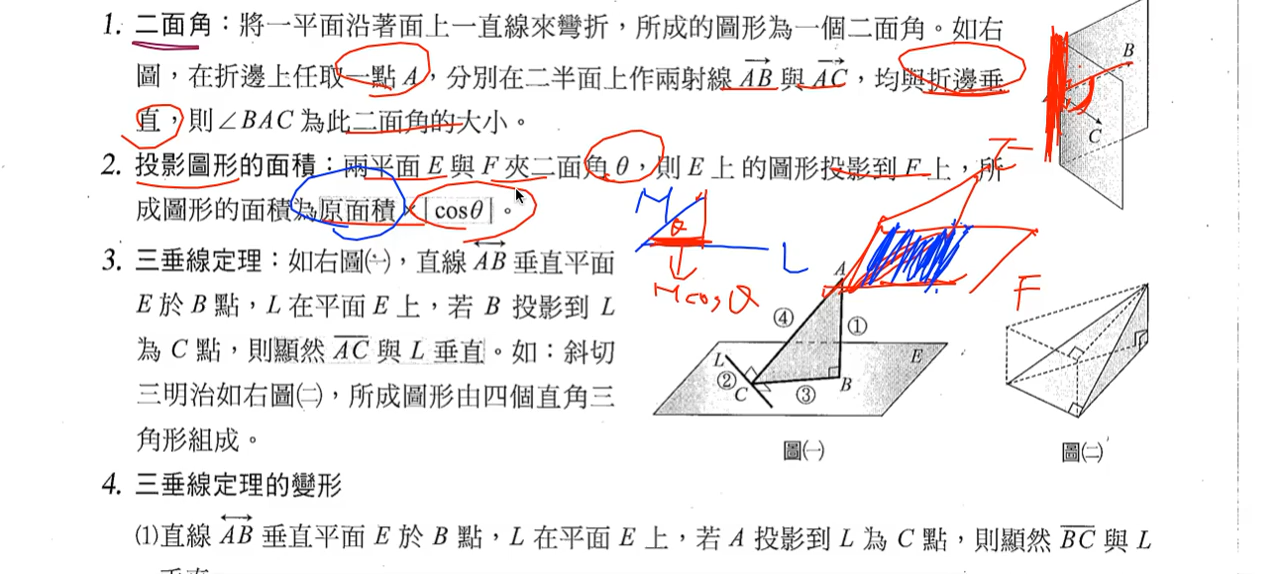 1. 二面角：將一平面沿著面上一直線來彎折，所成的圖形為一個二面角。如右
圖，在折邊上任取一點 A，分別在二半面上作兩射線 AB 與 AC，均與折邊垂
直，則∠BAC 為此二面角的大小。
B
C
2. 投影圖形的面積：兩平面 E 與 F 夾二面角 θ，則 E 上的圖形投影到 F 上，所
成圖形的面積為原面積×|cosθ|。
M
θ
L
M cos θ
E
F
3. 三垂線定理：如右圖㈠，直線 AB 垂直平面
E 於 B 點，L 在平面 E 上，若 B 投影到 L
為 C 點，則顯然 AC 與 L 垂直。如：斜切
三明治如右圖㈡，所成圖形由四個直角三
角形組成。
A
④
①
L
E
②
C
③
B
圖㈠
圖㈡
4. 三垂線定理的變形
⑴直線 AB 垂直平面 E 於 B 點，L 在平面 E 上，若 A 投影到 L 為 C 點，則顯然 BC 與 L